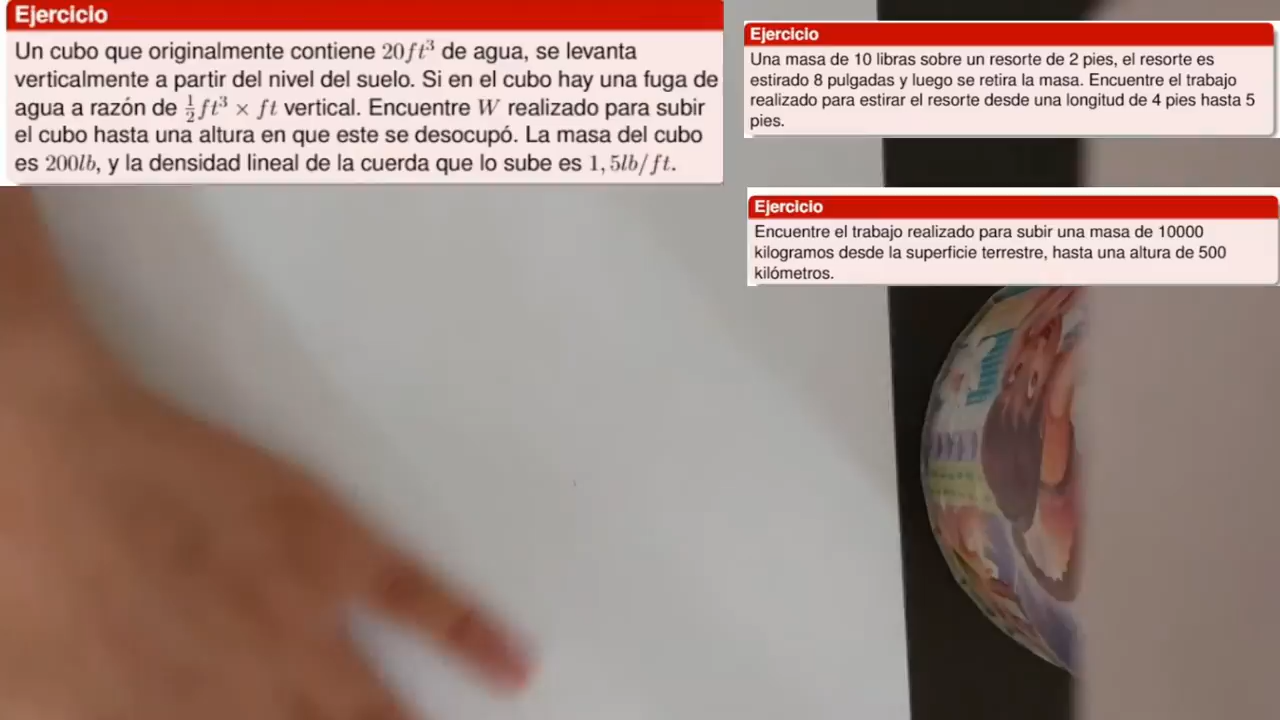 Ejercicio
Un cubo que originalmente contiene 20ft³ de agua, se levanta
verticalmente a partir del nivel del suelo. Si en el cubo hay una fuga de
agua a razón de ½ft³ × ft vertical. Encuentre W realizado para subir
el cubo hasta una altura en que este se desocupó. La masa del cubo
es 200lb, y la densidad lineal de la cuerda que lo sube es 1, 5lb/ft.
Ejercicio
Una masa de 10 libras sobre un resorte de 2 pies, el resorte es
estirado 8 pulgadas y luego se retira la masa. Encuentre el trabajo
realizado para estirar el resorte desde una longitud de 4 pies hasta 5
pies.
Ejercicio
Encuentre el trabajo realizado para subir una masa de 10000
kilogramos desde la superficie terrestre, hasta una altura de 500
kilómetros.